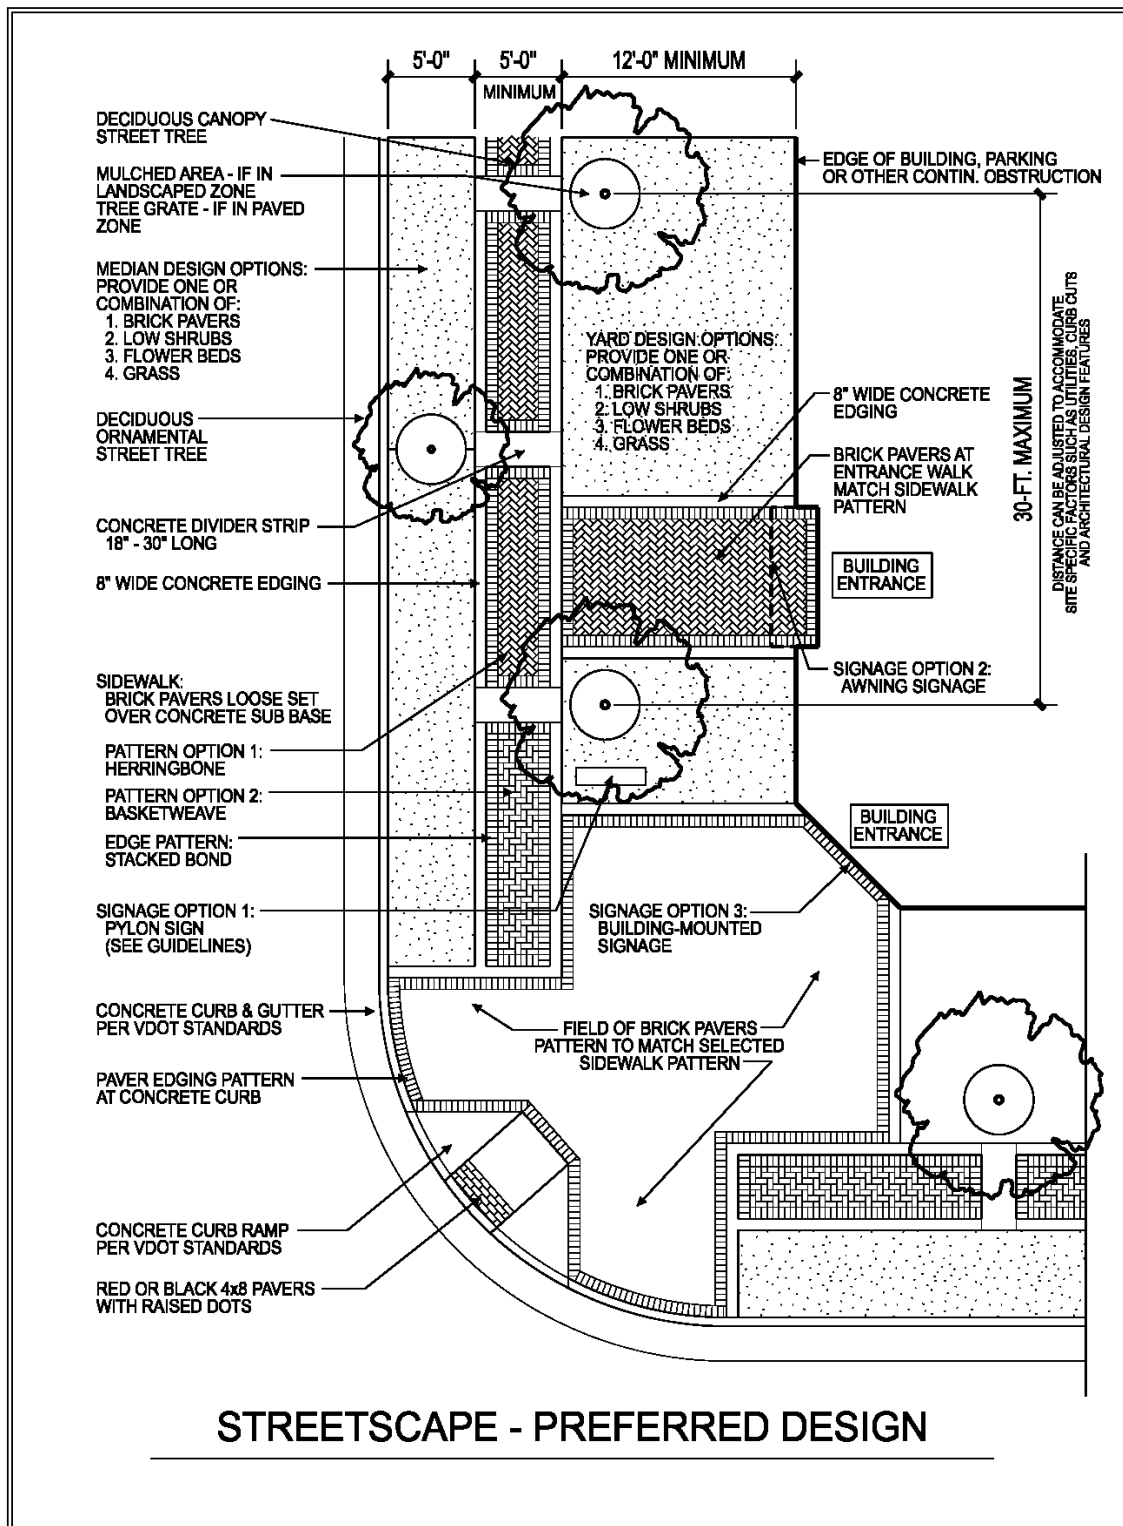 5'-0"
5'-0"
MINIMUM
12'-0" MINIMUM
DECIDUOUS CANOPY
STREET TREE
MULCHED AREA - IF IN
LANDSCAPED ZONE
TREE GRATE - IF IN PAVED
ZONE
MEDIAN DESIGN OPTIONS:
PROVIDE ONE OR
COMBINATION OF:
1. BRICK PAVERS
2. LOW SHRUBS
3. FLOWER BEDS
4. GRASS
DECIDUOUS
ORNAMENTAL
STREET TREE
CONCRETE DIVIDER STRIP
18" - 30" LONG
8" WIDE CONCRETE EDGING
SIDEWALK:
BRICK PAVERS LOOSE SET
OVER CONCRETE SUB BASE
PATTERN OPTION 1:
HERRINGBONE
PATTERN OPTION 2:
BASKETWEAVE
EDGE PATTERN:
STACKED BOND
SIGNAGE OPTION 1:
PYLON SIGN
(SEE GUIDELINES)
CONCRETE CURB & GUTTER
PER VDOT STANDARDS
PAVER EDGING PATTERN
AT CONCRETE CURB
CONCRETE CURB RAMP
PER VDOT STANDARDS
RED OR BLACK 4x8 PAVERS
WITH RAISED DOTS
EDGE OF BUILDING, PARKING
OR OTHER CONTIN. OBSTRUCTION
YARD DESIGN OPTIONS:
PROVIDE ONE OR
COMBINATION OF:
1. BRICK PAVERS
2. LOW SHRUBS
3. FLOWER BEDS
4. GRASS
8" WIDE CONCRETE
EDGING
BRICK PAVERS AT
ENTRANCE WALK
MATCH SIDEWALK
PATTERN
30-FT. MAXIMUM
DISTANCE CAN BE ADJUSTED TO ACCOMMODATE
SITE SPECIFIC FACTORS SUCH AS UTILITIES, CURB CUTS
AND ARCHITECTURAL DESIGN FEATURES
BUILDING
ENTRANCE
SIGNAGE OPTION 2:
AWNING SIGNAGE
BUILDING
ENTRANCE
SIGNAGE OPTION 3:
BUILDING-MOUNTED
SIGNAGE
FIELD OF BRICK PAVERS
PATTERN TO MATCH SELECTED
SIDEWALK PATTERN
STREETSCAPE - PREFERRED DESIGN